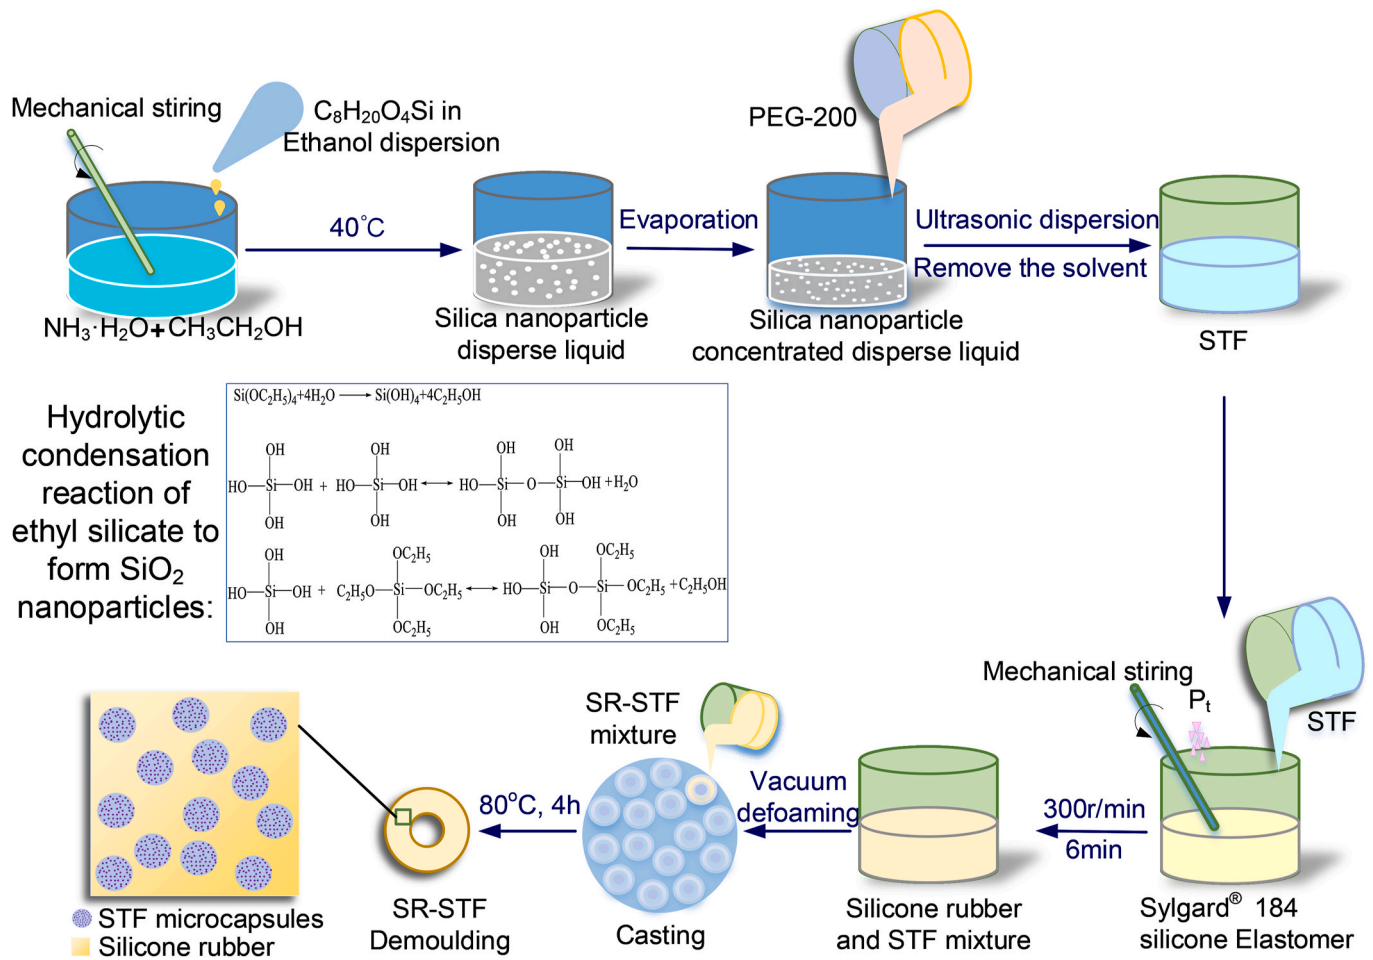 Mechanical stiring
C₈H₂₀O₄Si in
Ethanol dispersion
PEG-200
40°C
Evaporation
Ultrasonic dispersion
Remove the solvent
NH₃·H₂O+CH₃CH₂OH
Silica nanoparticle
disperse liquid
Silica nanoparticle
concentrated disperse liquid
STF
Hydrolytic
condensation
reaction of
ethyl silicate to
form SiO₂
nanoparticles:
Si(OC₂H₅)₄+4H₂O → Si(OH)₄+4C₂H₅OH
OH OH OH OH
HO—Si—OH + HO—Si—OH ↔ HO—Si—O—Si—OH +H₂O
OH OH OH OH
OH OC₂H₅ OH OC₂H₅
HO—Si—OH + C₂H₅O—Si—OC₂H₅ ↔ HO—Si—O—Si—OC₂H₅ +C₂H₅OH
OH OC₂H₅ OH OC₂H₅
Mechanical stiring
Pt
STF
300r/min
6min
Sylgard® 184
silicone Elastomer
Silicone rubber
and STF mixture
Vacuum
defoaming
SR-STF
mixture
Casting
80°C, 4h
SR-STF
Demoulding
STF microcapsules
Silicone rubber